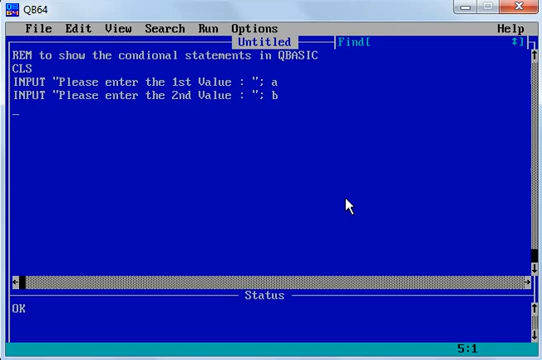 QB64
File Edit View Search Run Options Help
Untitled Find[ ]
REM to show the condional statements in QBASIC
CLS
INPUT "Please enter the 1st Value : "; a
INPUT "Please enter the 2nd Value : "; b
_
Status
OK
5:1